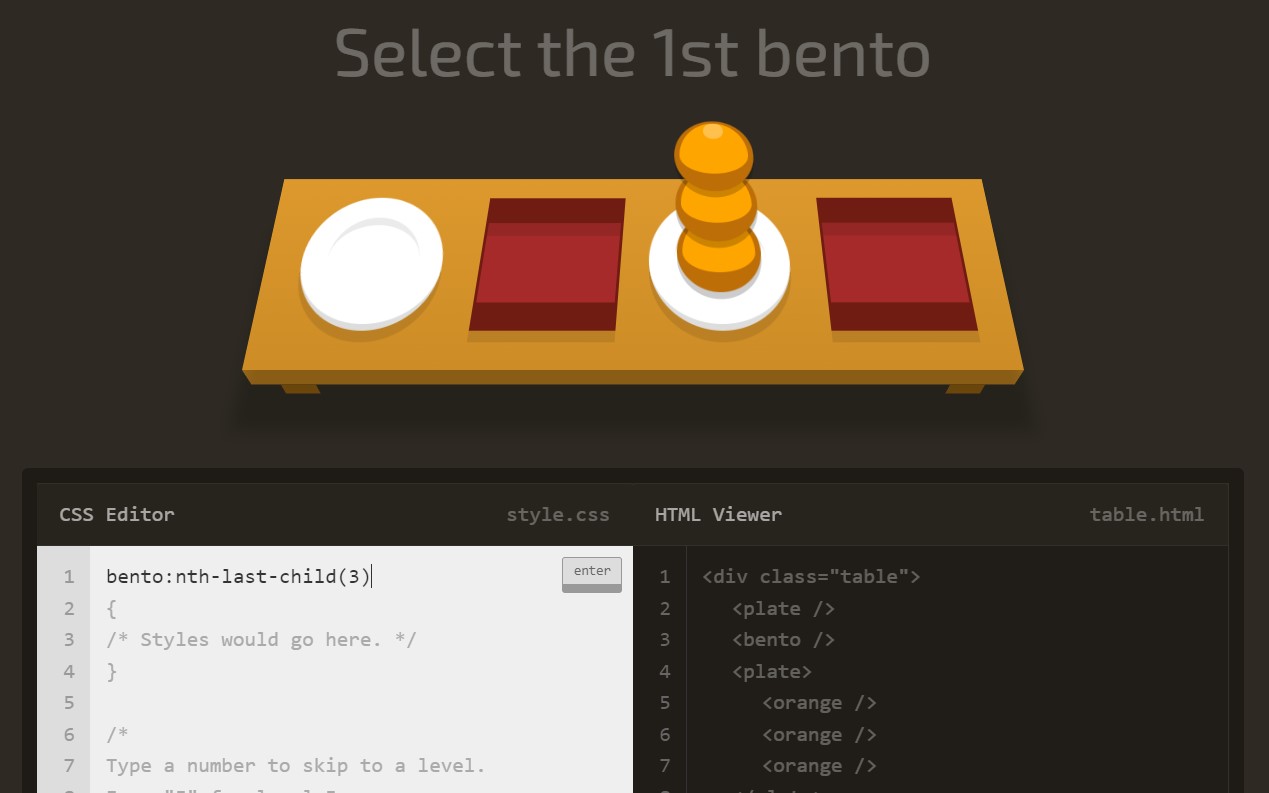 Select the 1st bento
CSS Editor
style.css
HTML Viewer
table.html
1
bento:nth-last-child(3)
enter
2
{
3
/* Styles would go here. */
4
}
5
6
/*
7
Type a number to skip to a level.
1
<div class="table">
2
<plate />
3
<bento />
4
<plate>
5
<orange />
6
<orange />
7
<orange />